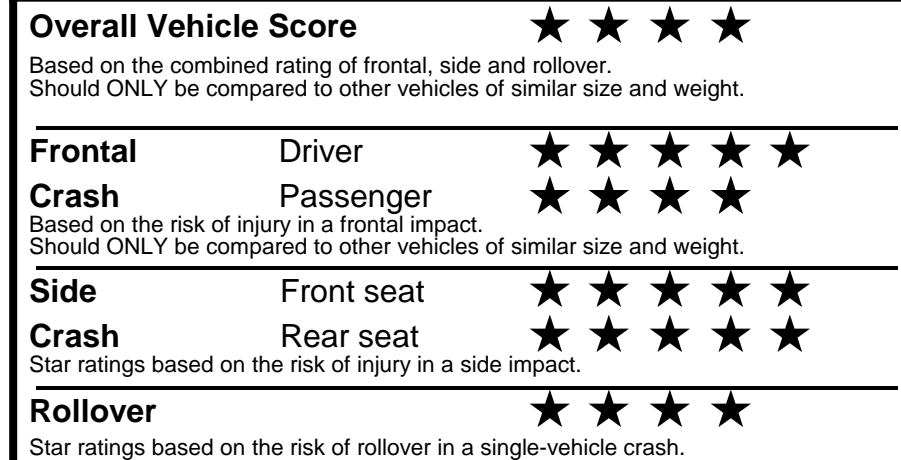 Overall Vehicle Score ★ ★ ★ ★
Based on the combined rating of frontal, side and rollover.
Should ONLY be compared to other vehicles of similar size and weight.
Frontal Driver ★ ★ ★ ★ ★
Crash Passenger ★ ★ ★ ★
Based on the risk of injury in a frontal impact.
Should ONLY be compared to other vehicles of similar size and weight.
Side Front seat ★ ★ ★ ★ ★
Crash Rear seat ★ ★ ★ ★ ★
Star ratings based on the risk of injury in a side impact.
Rollover ★ ★ ★ ★
Star ratings based on the risk of rollover in a single-vehicle crash.